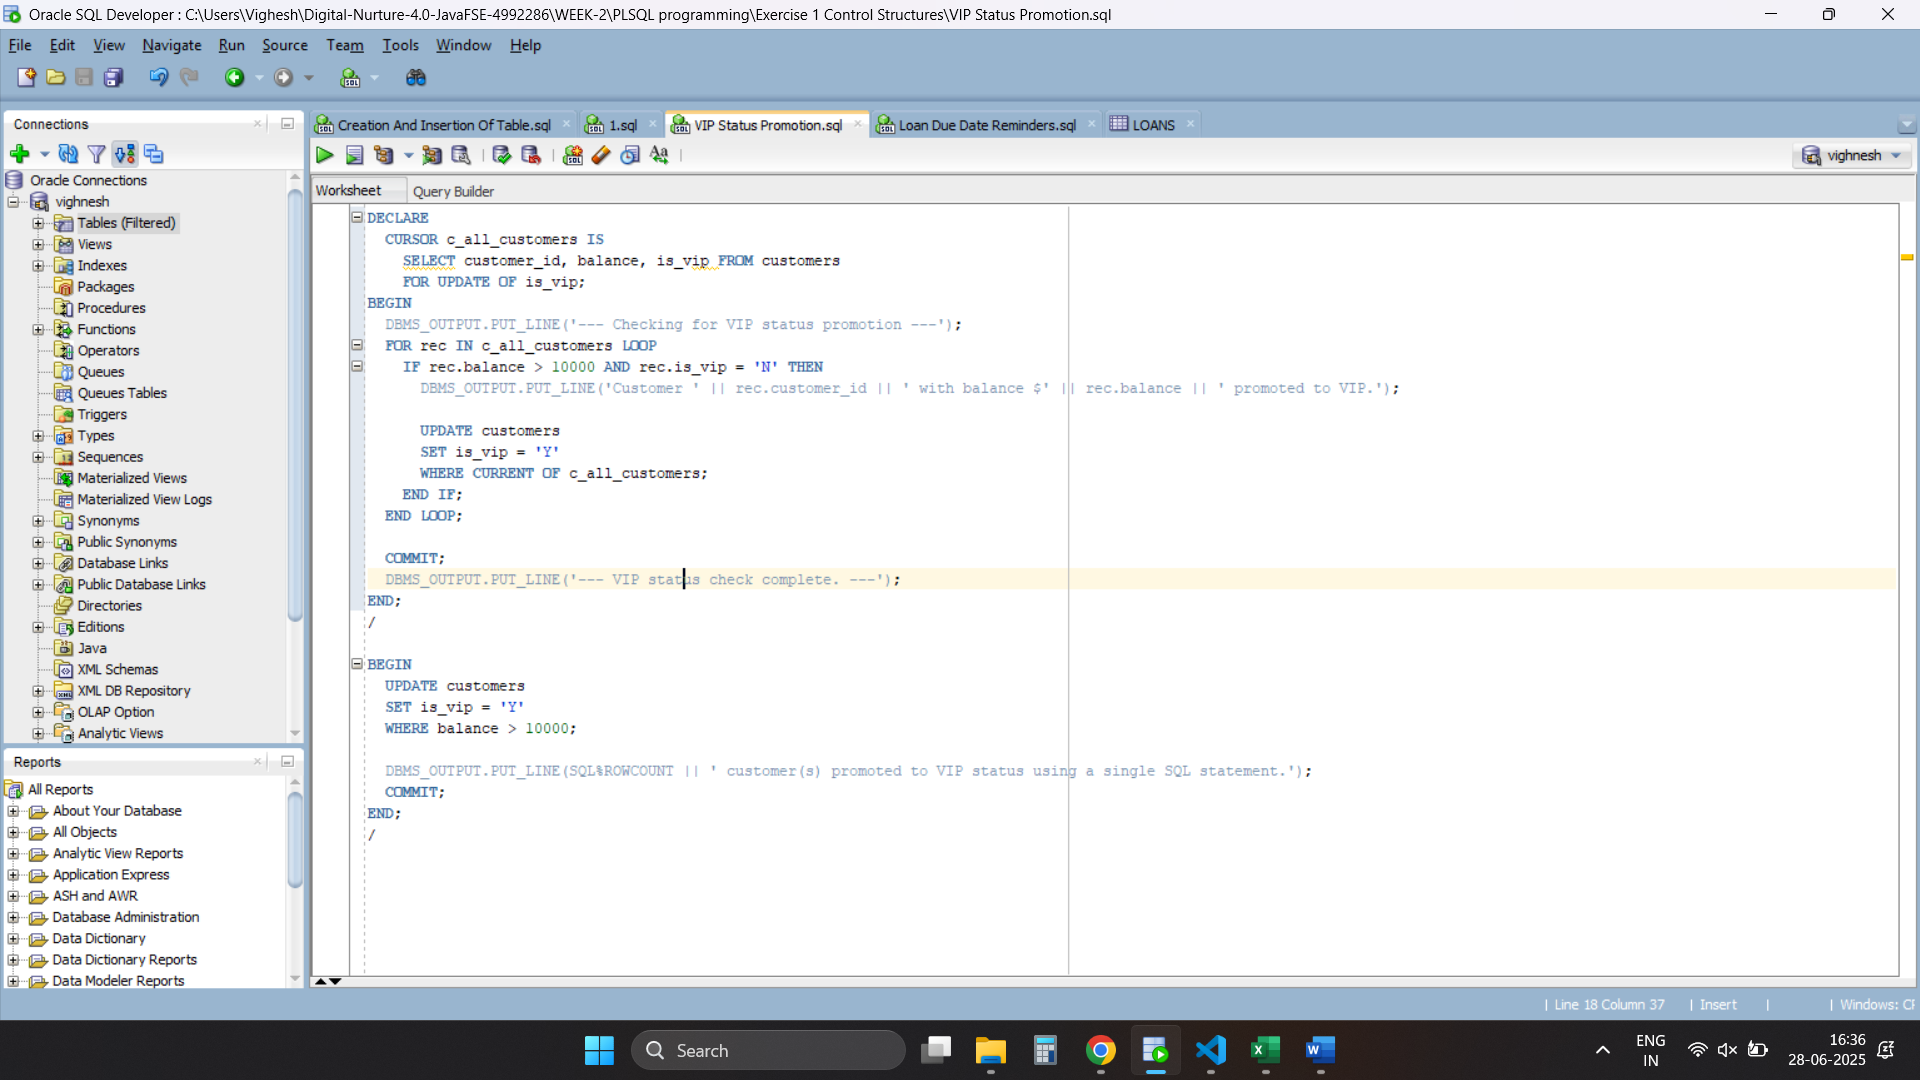 Oracle SQL Developer : C:\Users\Vighesh\Digital-Nurture-4.0-JavaFSE-4992286\WEEK-2\PLSQL programming\Exercise 1 Control Structures\VIP Status Promotion.sql
File Edit View Navigate Run Source Team Tools Window Help
Connections
Oracle Connections
vighnesh
Tables (Filtered)
Views
Indexes
Packages
Procedures
Functions
Operators
Queues
Queues Tables
Triggers
Types
Sequences
Materialized Views
Materialized View Logs
Synonyms
Public Synonyms
Database Links
Public Database Links
Directories
Editions
Java
XML Schemas
XML DB Repository
OLAP Option
Analytic Views
Reports
All Reports
About Your Database
All Objects
Analytic View Reports
Application Express
ASH and AWR
Database Administration
Data Dictionary
Data Dictionary Reports
Data Modeler Reports
Creation And Insertion Of Table.sql
1.sql
VIP Status Promotion.sql
Loan Due Date Reminders.sql
LOANS
vighnesh
Worksheet Query Builder
DECLARE
CURSOR c_all_customers IS
SELECT customer_id, balance, is_vip FROM customers
FOR UPDATE OF is_vip;
BEGIN
DBMS_OUTPUT.PUT_LINE('--- Checking for VIP status promotion ---');
FOR rec IN c_all_customers LOOP
IF rec.balance > 10000 AND rec.is_vip = 'N' THEN
DBMS_OUTPUT.PUT_LINE('Customer ' || rec.customer_id || ' with balance $' || rec.balance || ' promoted to VIP.');
UPDATE customers
SET is_vip = 'Y'
WHERE CURRENT OF c_all_customers;
END IF;
END LOOP;
COMMIT;
DBMS_OUTPUT.PUT_LINE('--- VIP status check complete. ---');
END;
/
BEGIN
UPDATE customers
SET is_vip = 'Y'
WHERE balance > 10000;
DBMS_OUTPUT.PUT_LINE(SQL%ROWCOUNT || ' customer(s) promoted to VIP status using a single SQL statement.');
COMMIT;
END;
/
| Line 18 Column 37 | Insert | | Windows: CR
Search
ENG
IN
16:36
28-06-2025